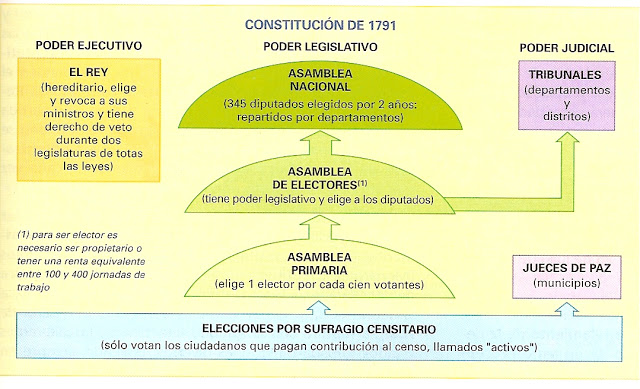 CONSTITUCIÓN DE 1791
PODER EJECUTIVO
PODER LEGISLATIVO
PODER JUDICIAL
EL REY
(hereditario, elige
y revoca a sus
ministros y tiene
derecho de veto
durante dos
legislaturas de totas
las leyes)
ASAMBLEA
NACIONAL
(345 diputados elegidos por 2 años:
repartidos por departamentos)
TRIBUNALES
(departamentos
y
distritos)
ASAMBLEA
DE ELECTORES(1)
(tiene poder legislativo y elige a los diputados)
(1) para ser elector es
necesario ser propietario o
tener una renta equivalente
entre 100 y 400 jornadas de
trabajo
ASAMBLEA
PRIMARIA
(elige 1 elector por cada cien votantes)
JUECES DE PAZ
(municipios)
ELECCIONES POR SUFRAGIO CENSITARIO
(sólo votan los ciudadanos que pagan contribución al censo, llamados "activos")